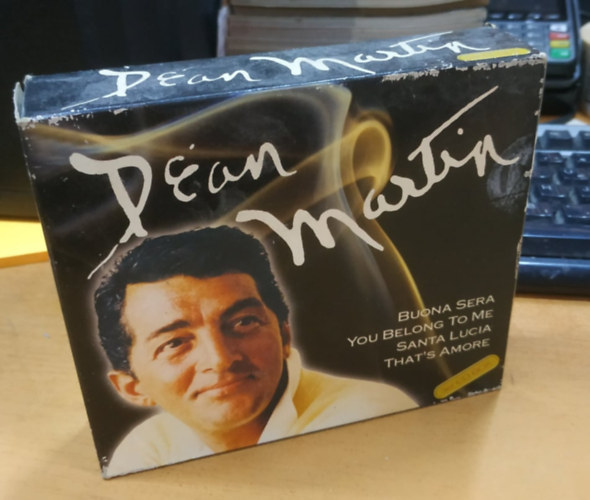 Dean Martin
Dean
Martin
BUONA SERA
YOU BELONG TO ME
SANTA LUCIA
THAT'S AMORE